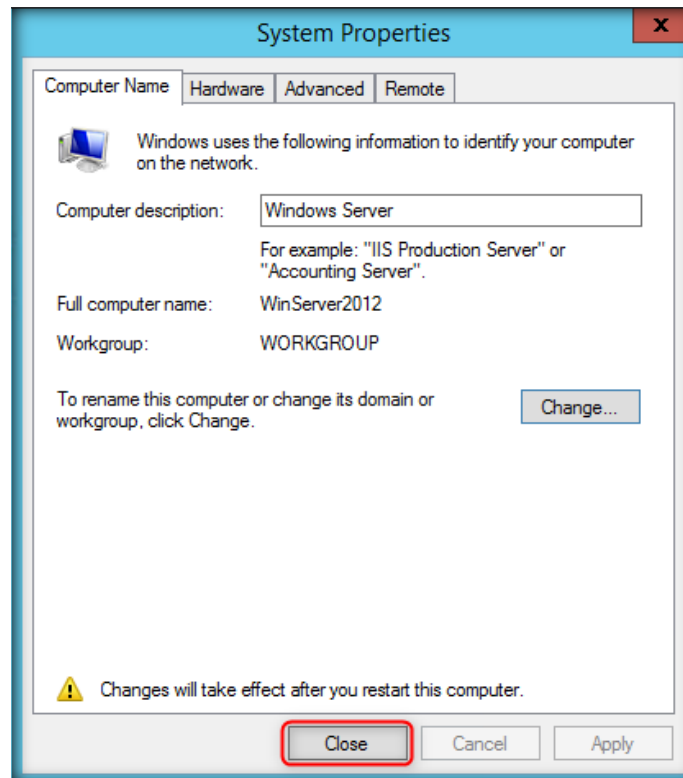 System Properties
x
Computer Name Hardware Advanced Remote
Windows uses the following information to identify your computer
on the network.
Computer description: Windows Server
For example: "IIS Production Server" or
"Accounting Server".
Full computer name: WinServer2012
Workgroup: WORKGROUP
To rename this computer or change its domain or
workgroup, click Change.
Change...
Changes will take effect after you restart this computer.
Close Cancel Apply